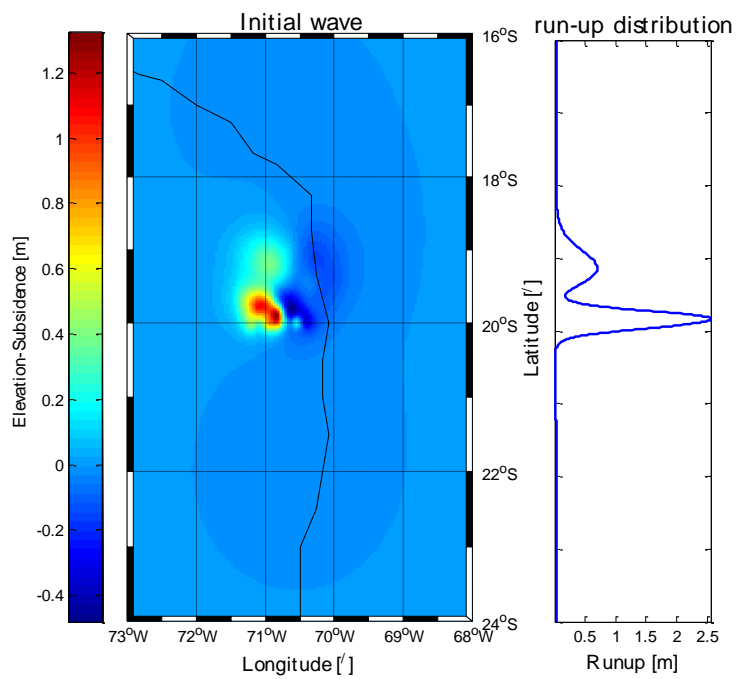 Initial wave
run-up distribution
1.2
1
0.8
0.6
0.4
0.2
0
-0.2
-0.4
Elevation-Subsidence [m]
16°S
18°S
20°S
22°S
24°S
73°W 72°W 71°W 70°W 69°W 68°W
Longitude [/]
Latitude [/]
0.5 1 1.5 2 2.5
Runup [m]